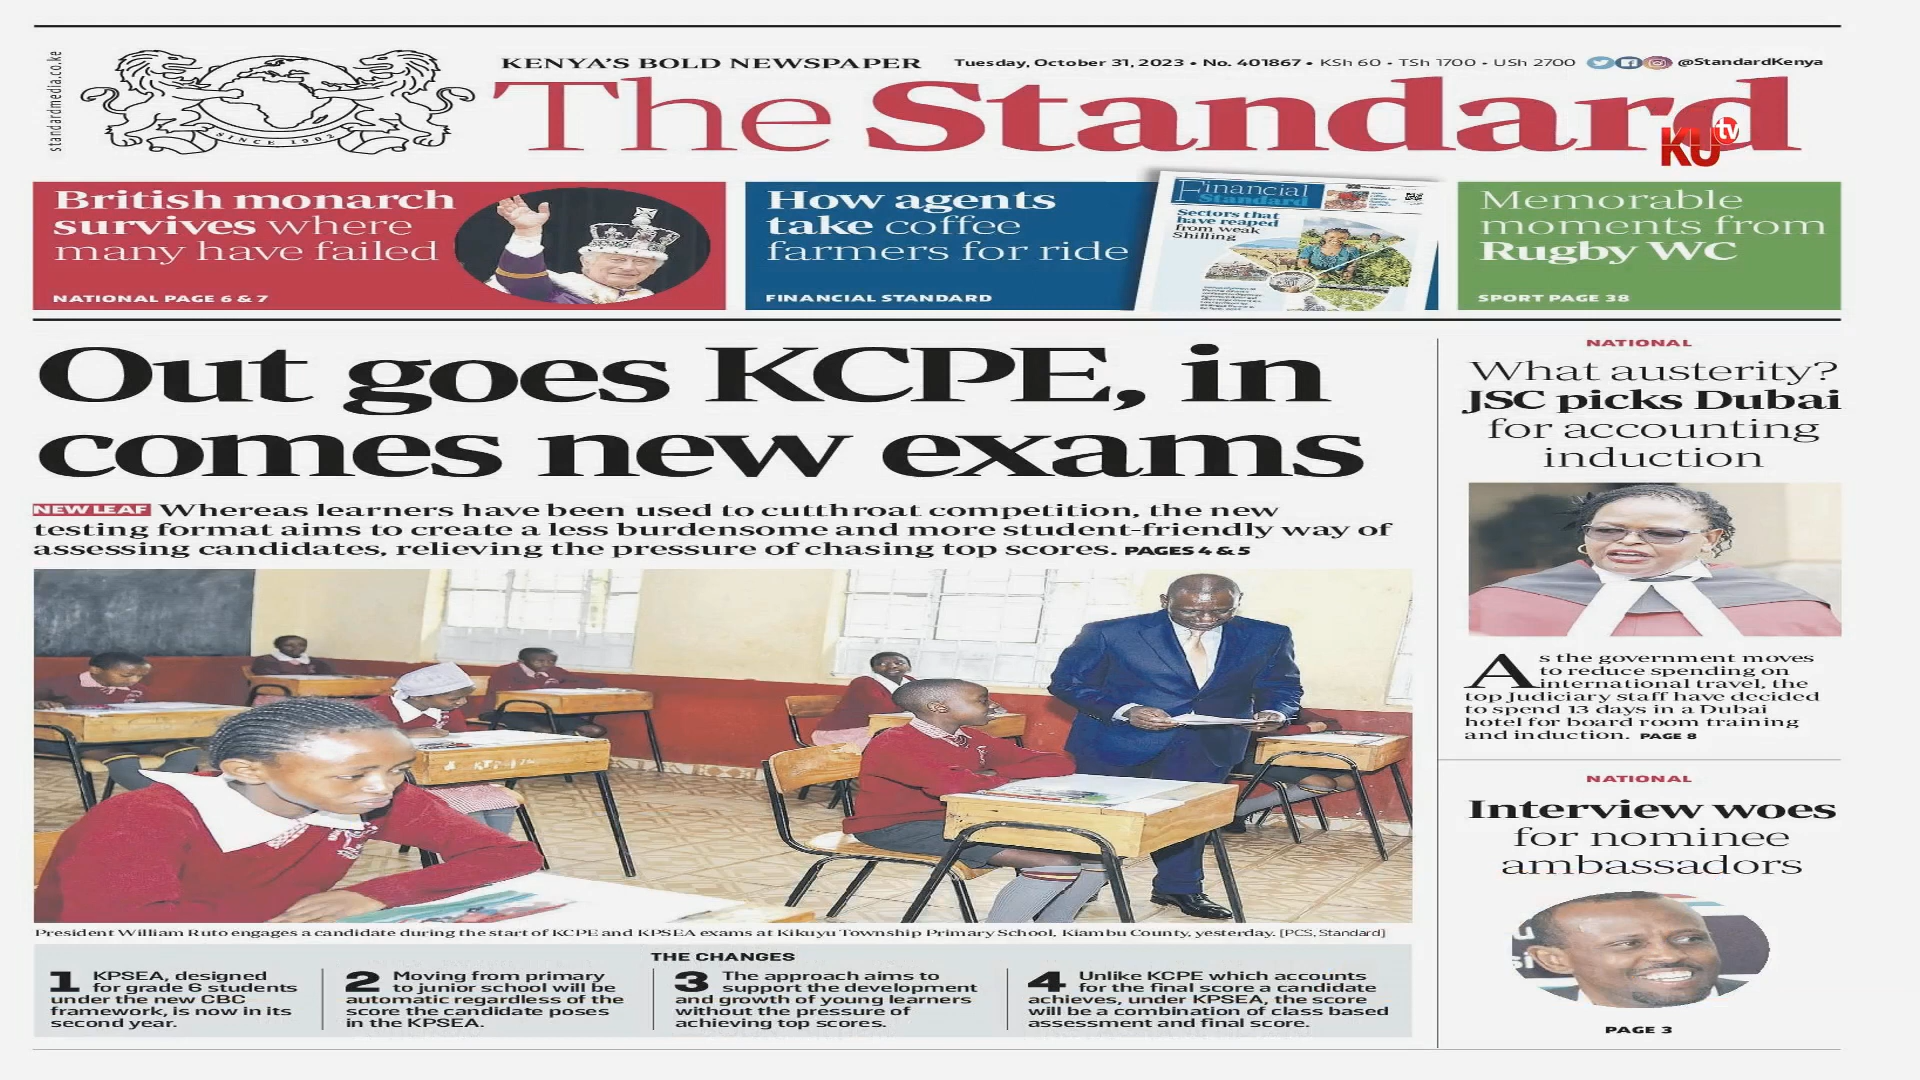 standardmedia.co.ke
SINCE 1902
KENYA'S BOLD NEWSPAPER
Tuesday, October 31, 2023 • No. 401867 • KSh 60 • TSh 1700 • USh 2700
@StandardKenya
The Standard
KU tv
British monarch
survives where
many have failed
NATIONAL PAGE 6 & 7
How agents
take coffee
farmers for ride
FINANCIAL STANDARD
Financial
Standard
Sectors that
have reaped
from weak
Shilling
Memorable
moments from
Rugby WC
SPORT PAGE 38
Out goes KCPE, in
comes new exams
NEW LEAF Whereas learners have been used to cutthroat competition, the new
testing format aims to create a less burdensome and more student-friendly way of
assessing candidates, relieving the pressure of chasing top scores. PAGES 4 & 5
President William Ruto engages a candidate during the start of KCPE and KPSEA exams at Kikuyu Township Primary School, Kiambu County, yesterday. [PCS, Standard]
THE CHANGES
1 KPSEA, designed
for grade 6 students
under the new CBC
framework, is now in its
second year.
2 Moving from primary
to junior school will be
automatic regardless of the
score the candidate poses
in the KPSEA.
3 The approach aims to
support the development
and growth of young learners
without the pressure of
achieving top scores.
4 Unlike KCPE which accounts
for the final score a candidate
achieves, under KPSEA, the score
will be a combination of class based
assessment and final score.
NATIONAL
What austerity?
JSC picks Dubai
for accounting
induction
As the government moves
to reduce spending on
international travel, the
top Judiciary staff have decided
to spend 13 days in a Dubai
hotel for board room training
and induction. PAGE 8
NATIONAL
Interview woes
for nominee
ambassadors
PAGE 3